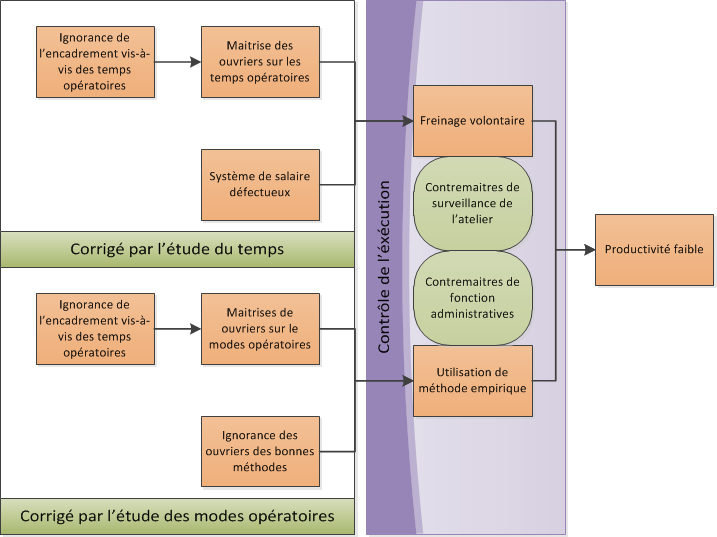 Ignorance de
l'encadrement vis-à-
vis des temps
opératoires
Maitrise des
ouvriers sur les
temps opératoires
Système de salaire
défectueux
Corrigé par l'étude du temps
Ignorance de
l'encadrement vis-à-
vis des temps
opératoires
Maitrises de
ouvriers sur le
modes opératoires
Ignorance des
ouvriers des bonnes
méthodes
Corrigé par l'étude des modes opératoires
Contrôle de l'éxécution
Freinage volontaire
Contremaitres de
surveillance de
l'atelier
Contremaitres de
fonction
administratives
Utilisation de
méthode empirique
Productivité faible